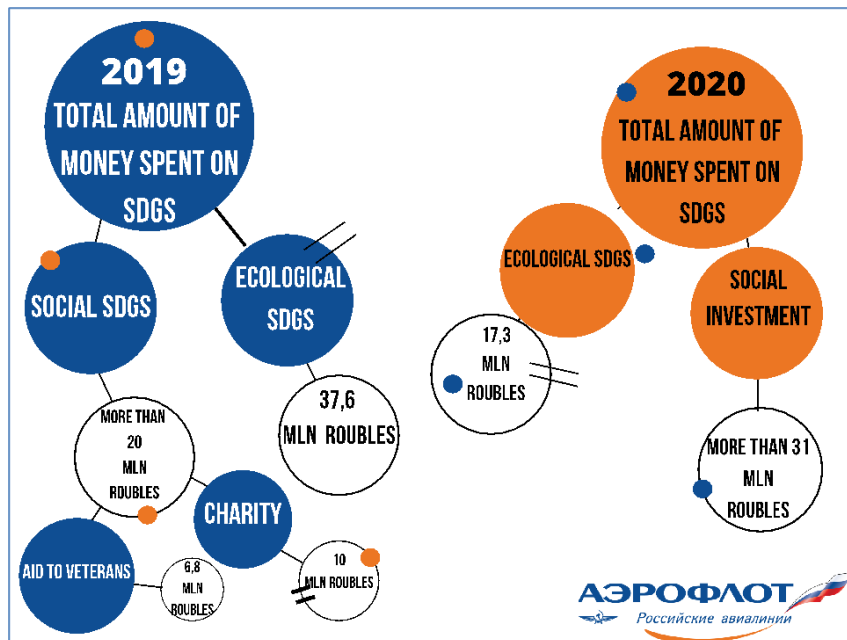 2019
TOTAL AMOUNT OF
MONEY SPENT ON
SDGS
SOCIAL SDGS
ECOLOGICAL
SDGS
MORE THAN
20
MLN
ROUBLES
37,6
MLN ROUBLES
CHARITY
AID TO VETERANS
6,8
MLN
ROUBLES
10
MLN ROUBLES
2020
TOTAL AMOUNT OF
MONEY SPENT ON
SDGS
ECOLOGICAL SDGS
SOCIAL
INVESTMENT
17,3
MLN
ROUBLES
MORE THAN 31
MLN
ROUBLES
АЭРОФЛОТ
Российские авиалинии